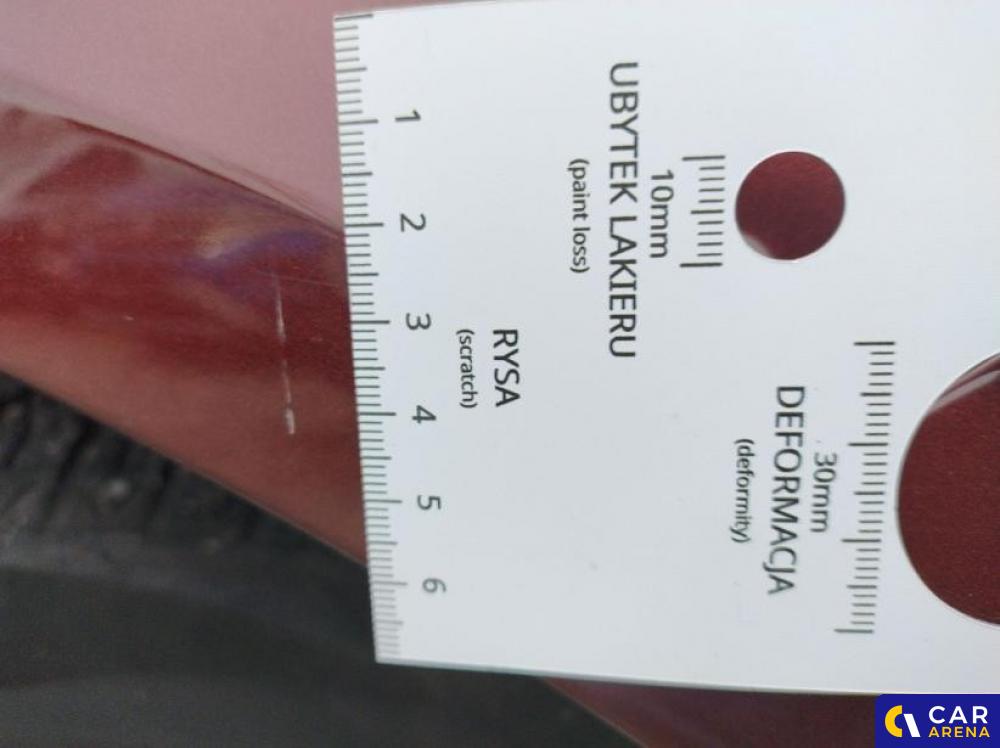 UBYTEK LAKIERU
(paint loss)
10mm
RYSA
(scratch)
DEFORMACJA
(deformity)
30mm
1 2 3 4 5 6
CAR
ARENA